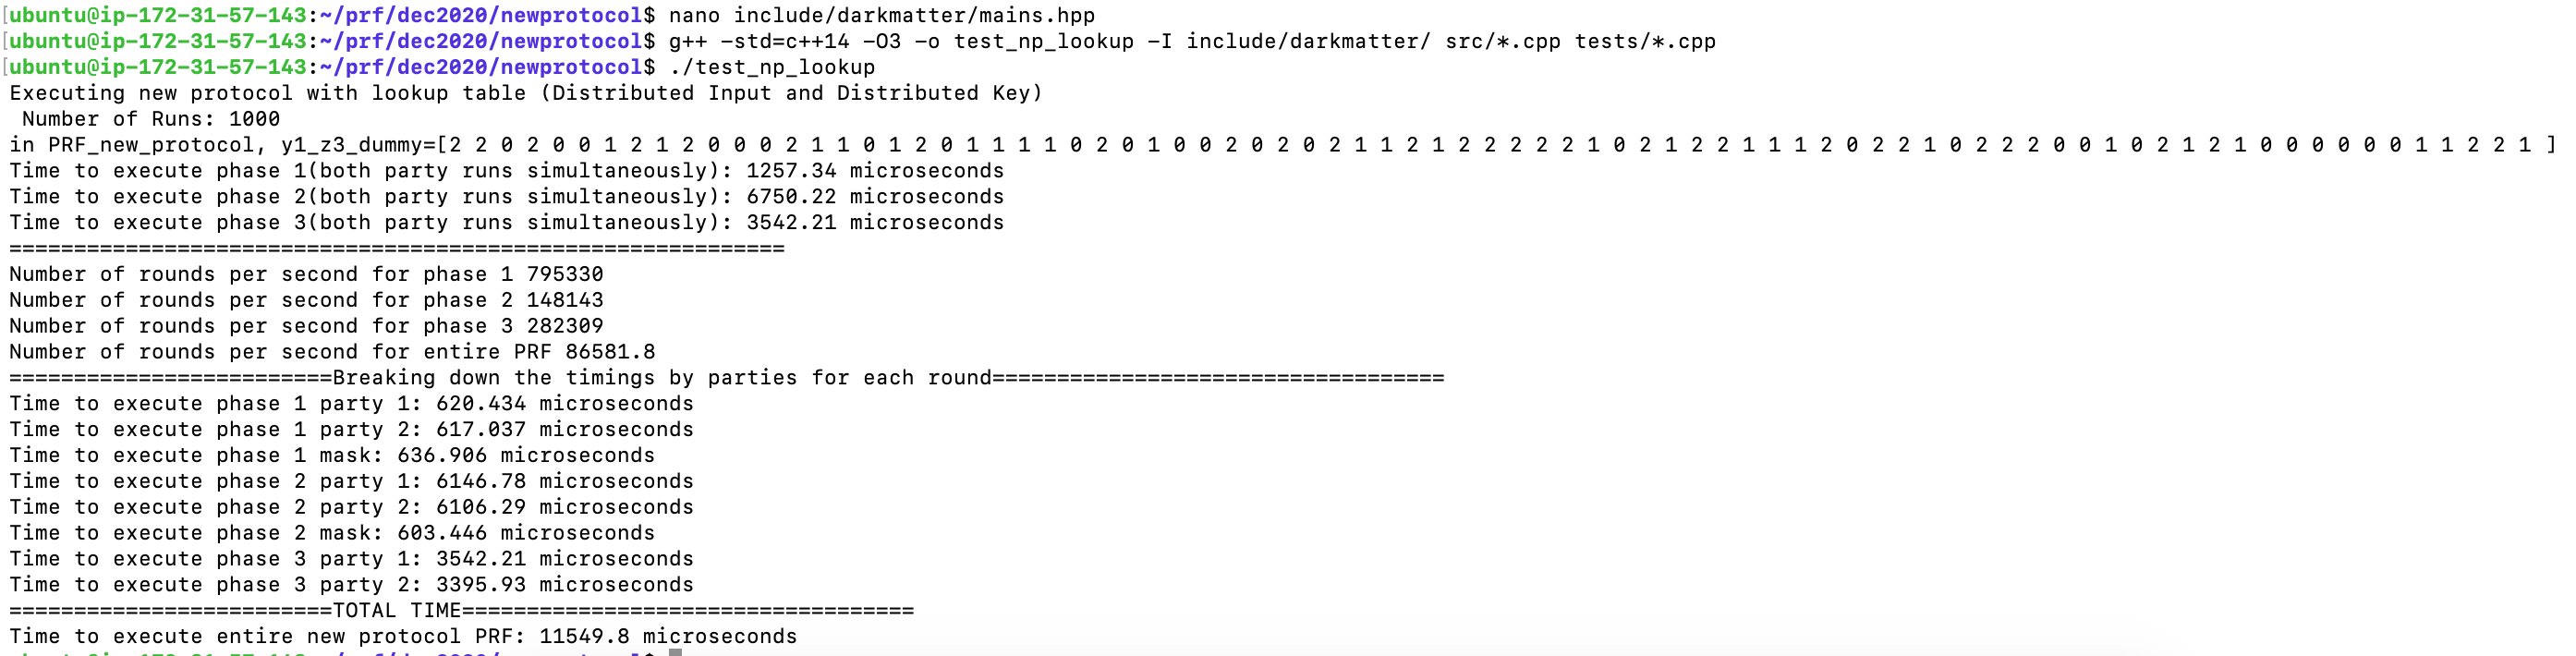 [ubuntu@ip-172-31-57-143:~/prf/dec2020/newprotocol$ nano include/darkmatter/mains.hpp
[ubuntu@ip-172-31-57-143:~/prf/dec2020/newprotocol$ g++ -std=c++14 -O3 -o test_np_lookup -I include/darkmatter/ src/*.cpp tests/*.cpp
[ubuntu@ip-172-31-57-143:~/prf/dec2020/newprotocol$ ./test_np_lookup
Executing new protocol with lookup table (Distributed Input and Distributed Key)
 Number of Runs: 1000
in PRF_new_protocol, y1_z3_dummy=[2 2 0 2 0 0 1 2 1 2 0 0 0 2 1 1 0 1 2 0 1 1 1 1 0 2 0 1 0 0 2 0 2 0 2 1 1 2 1 2 2 2 2 2 1 0 2 1 2 2 1 1 1 2 0 2 2 1 0 2 2 2 0 0 1 0 2 1 2 1 0 0 0 0 0 0 1 1 2 2 1 ]
Time to execute phase 1(both party runs simultaneously): 1257.34 microseconds
Time to execute phase 2(both party runs simultaneously): 6750.22 microseconds
Time to execute phase 3(both party runs simultaneously): 3542.21 microseconds
============================================================
Number of rounds per second for phase 1 795330
Number of rounds per second for phase 2 148143
Number of rounds per second for phase 3 282309
Number of rounds per second for entire PRF 86581.8
=========================Breaking down the timings by parties for each round===================================
Time to execute phase 1 party 1: 620.434 microseconds
Time to execute phase 1 party 2: 617.037 microseconds
Time to execute phase 1 mask: 636.906 microseconds
Time to execute phase 2 party 1: 6146.78 microseconds
Time to execute phase 2 party 2: 6106.29 microseconds
Time to execute phase 2 mask: 603.446 microseconds
Time to execute phase 3 party 1: 3542.21 microseconds
Time to execute phase 3 party 2: 3395.93 microseconds
=========================TOTAL TIME===================================
Time to execute entire new protocol PRF: 11549.8 microseconds